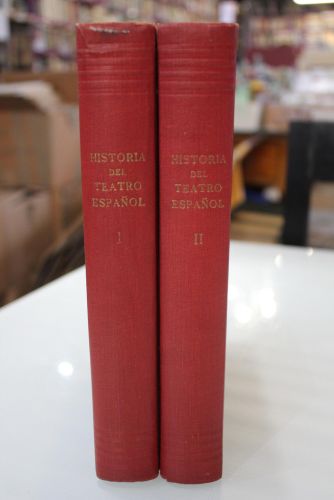 HISTORIA
DEL
TEATRO
ESPAÑOL
I
HISTORIA
DEL
TEATRO
ESPAÑOL
II